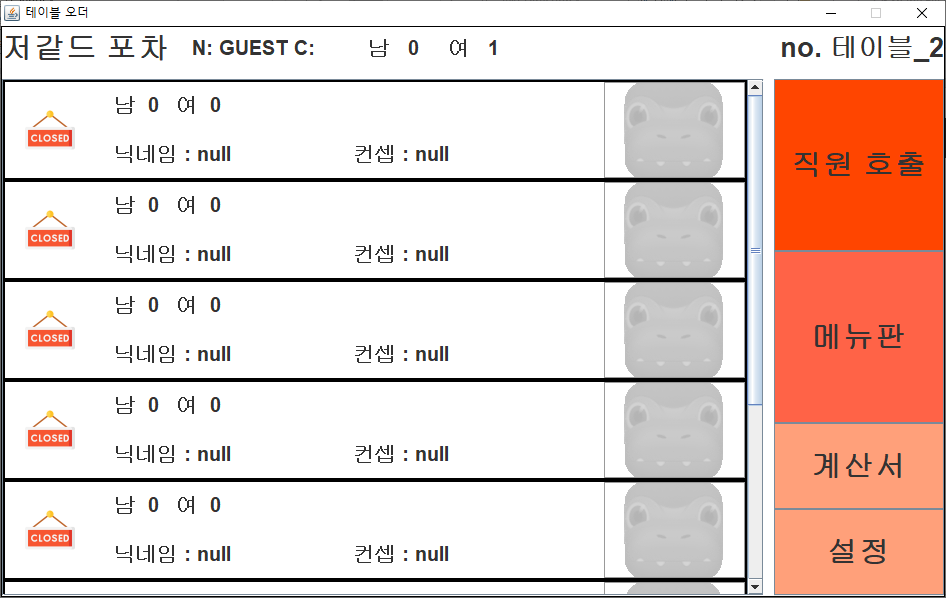 테이블 오더
저같드 포차 N: GUEST C: 남 0 여 1 no. 테이블_2
CLOSED
남 0 여 0
닉네임 : null 컨셉 : null
CLOSED
남 0 여 0
닉네임 : null 컨셉 : null
CLOSED
남 0 여 0
닉네임 : null 컨셉 : null
CLOSED
남 0 여 0
닉네임 : null 컨셉 : null
CLOSED
남 0 여 0
닉네임 : null 컨셉 : null
직원 호출
메뉴판
계산서
설정